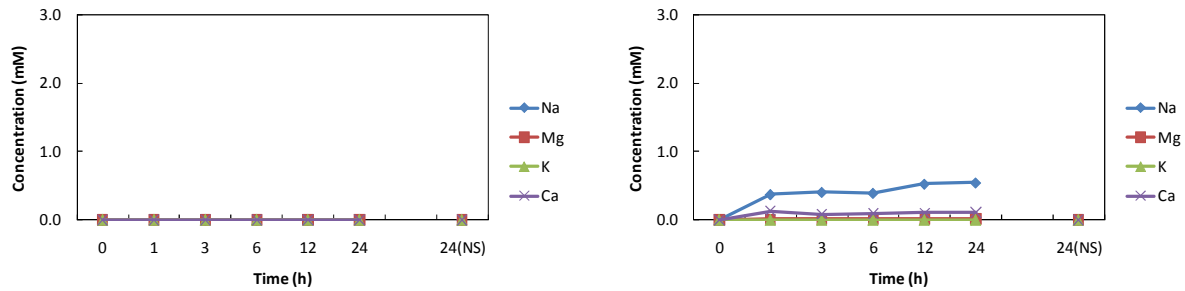 3.0
2.0
1.0
0.0
Concentration (mM)
0 1 3 6 12 24 24(NS)
Time (h)
Na
Mg
K
Ca
3.0
2.0
1.0
0.0
Concentration (mM)
0 1 3 6 12 24 24(NS)
Time (h)
Na
Mg
K
Ca